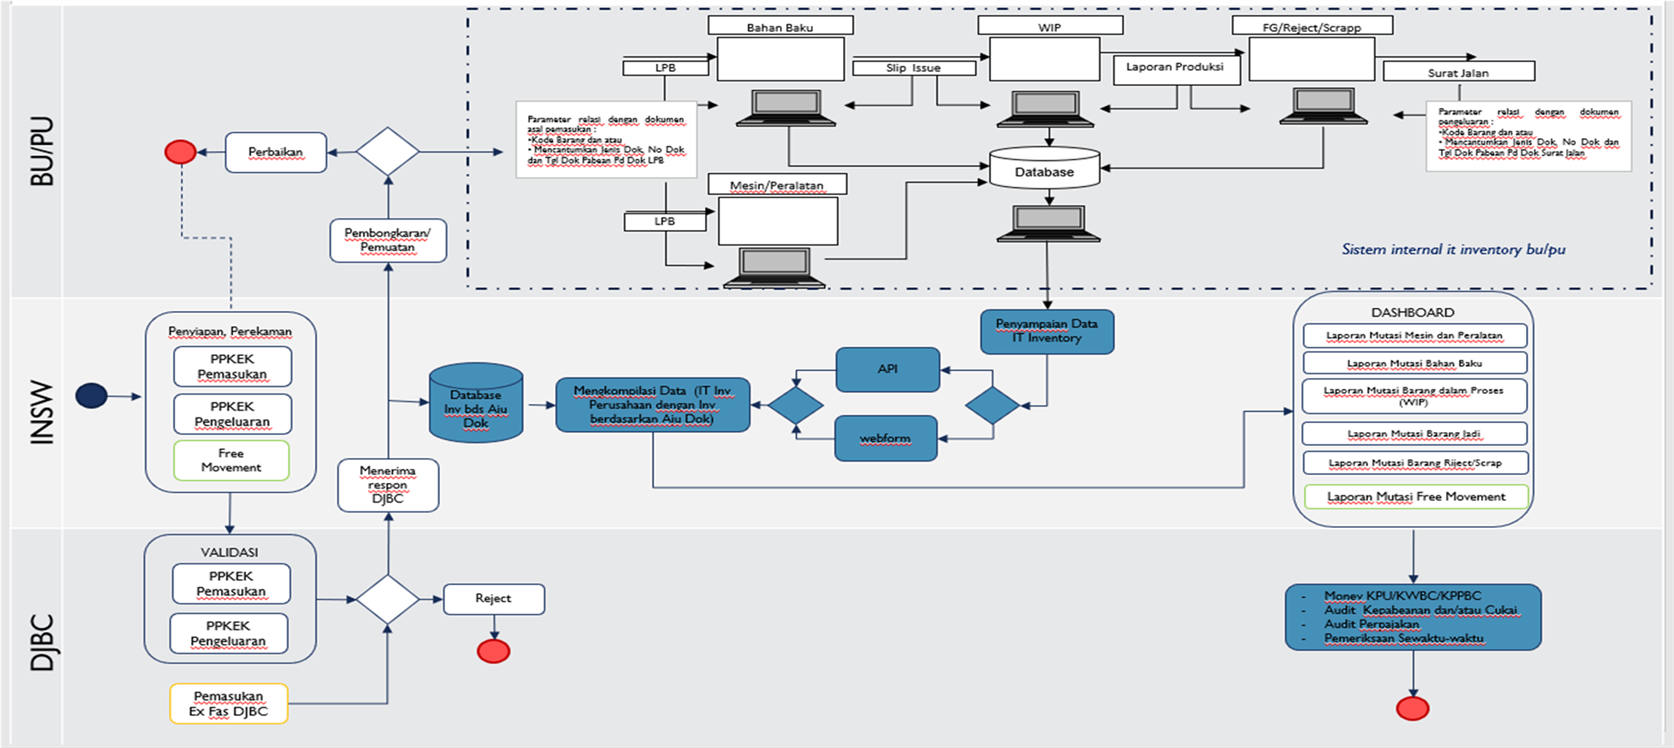 BU/PU
Bahan Baku
WIP
FG/Reject/Scrapp
LPB
Slip Issue
Laporan Produksi
Surat Jalan
Parameter relasi dengan dokumen
asal pemasukan :
•Kode Barang dan atau
• Mencantumkan Jenis Dok, No Dok
dan Tgl Dok Pabean Pd Dok LPB
Parameter relasi dengan dokumen
pengeluaran :
•Kode Barang dan atau
• Mencantumkan Jenis Dok, No Dok dan
Tgl Dok Pabean Pd Dok Surat Jalan
Perbaikan
Database
Mesin/Peralatan
LPB
Pembongkaran/
Pemuatan
Sistem internal it inventory bu/pu
INSW
Penyiapan, Perekaman
PPKEK
Pemasukan
PPKEK
Pengeluaran
Free
Movement
Menerima
respon
DJBC
Database
Inv bds Aju
Dok
Mengkompilasi Data (IT Inv
Perusahaan dengan Inv
berdasarkan Aju Dok)
API
webform
Penyampaian Data
IT Inventory
DASHBOARD
Laporan Mutasi Mesin dan Peralatan
Laporan Mutasi Bahan Baku
Laporan Mutasi Barang dalam Proses
(WIP)
Laporan Mutasi Barang Jadi
Laporan Mutasi Barang Riject/Scrap
Laporan Mutasi Free Movement
DJBC
VALIDASI
PPKEK
Pemasukan
PPKEK
Pengeluaran
Pemasukan
Ex Fas DJBC
Reject
- Monev KPU/KWBC/KPPBC
- Audit Kepabeanan dan/atau Cukai
- Audit Perpajakan
- Pemeriksaan Sewaktu-waktu